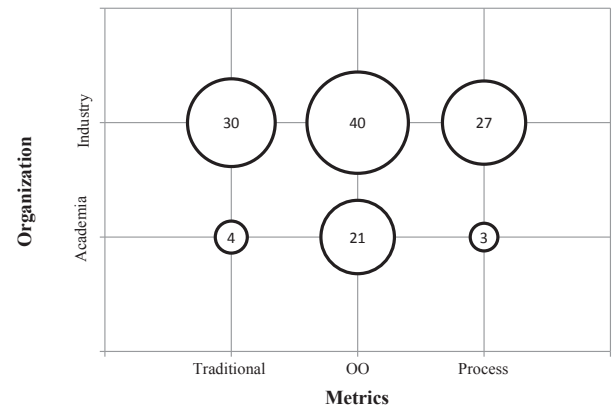 Organization
Industry
30
40
27
Academia
4
21
3
Traditional
OO
Process
Metrics